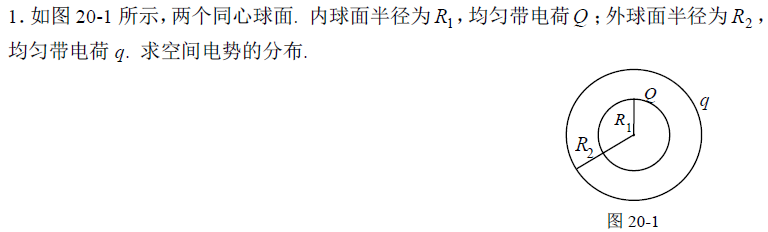 1. 如图 20-1 所示，两个同心球面. 内球面半径为 R₁，均匀带电荷 Q；外球面半径为 R₂，
均匀带电荷 q. 求空间电势的分布.
Q
q
R₁
R₂
图 20-1